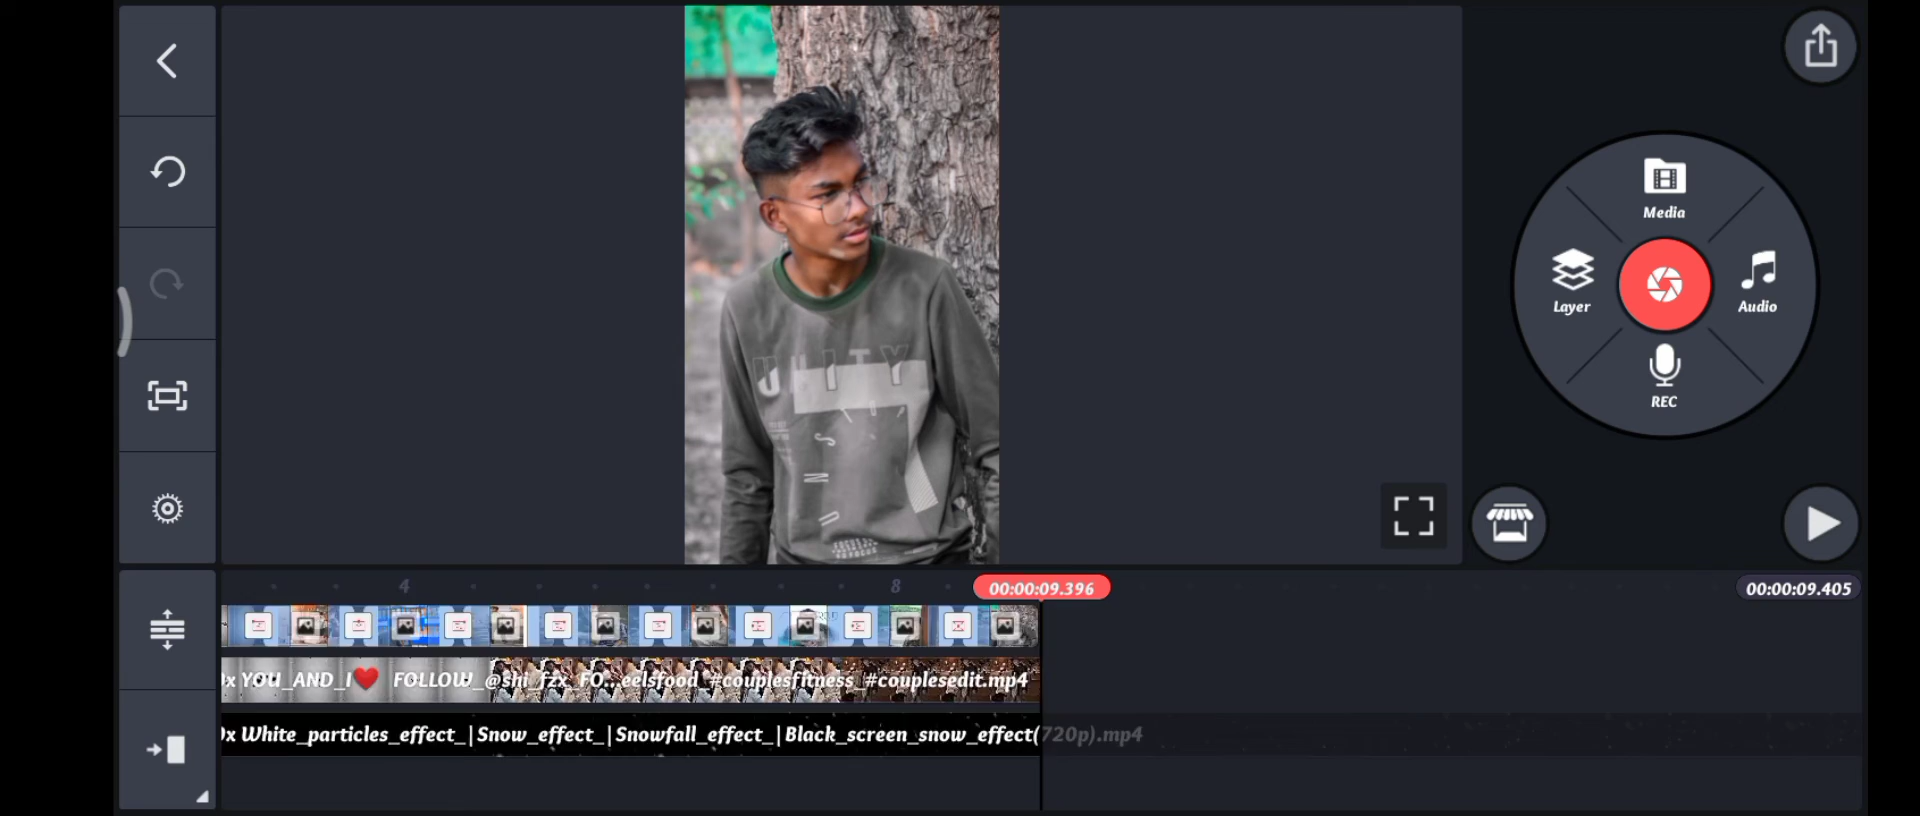 Media
Layer
Audio
REC
UNITY
4
8
00:00:09.396
00:00:09.405
x YOU_AND_I❤️ FOLLOW_@shi_fzx_FO...eelsfood_#couplesfitness_#couplesedit.mp4
x White_particles_effect_|Snow_effect_|Snowfall_effect_|Black_screen_snow_effect(720p).mp4